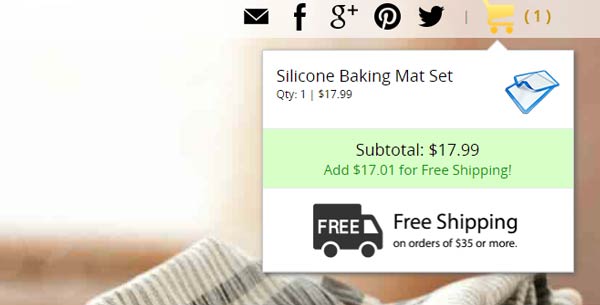 g+ | (1)
Silicone Baking Mat Set
Qty: 1 | $17.99
Subtotal: $17.99
Add $17.01 for Free Shipping!
FREE Free Shipping
on orders of $35 or more.